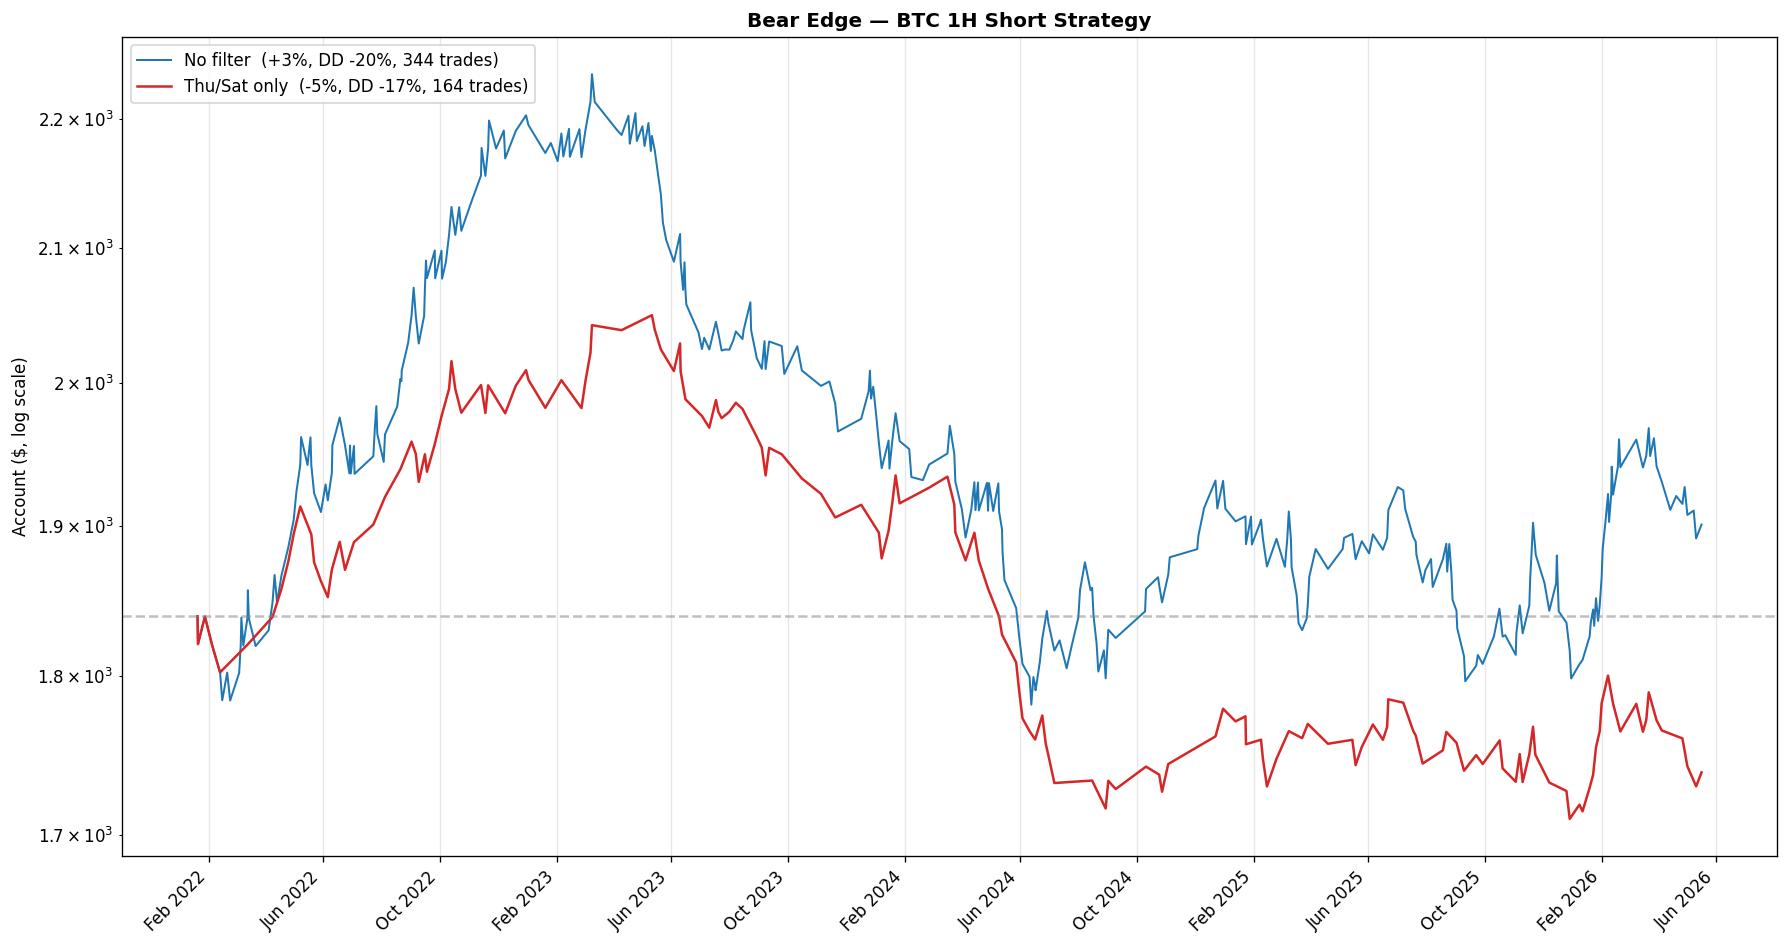 Bear Edge — BTC 1H Short Strategy
No filter  (+3%, DD -20%, 344 trades)
Thu/Sat only  (-5%, DD -17%, 164 trades)
Account ($, log scale)
2.2 × 10³
2.1 × 10³
2 × 10³
1.9 × 10³
1.8 × 10³
1.7 × 10³
Feb 2022
Jun 2022
Oct 2022
Feb 2023
Jun 2023
Oct 2023
Feb 2024
Jun 2024
Oct 2024
Feb 2025
Jun 2025
Oct 2025
Feb 2026
Jun 2026